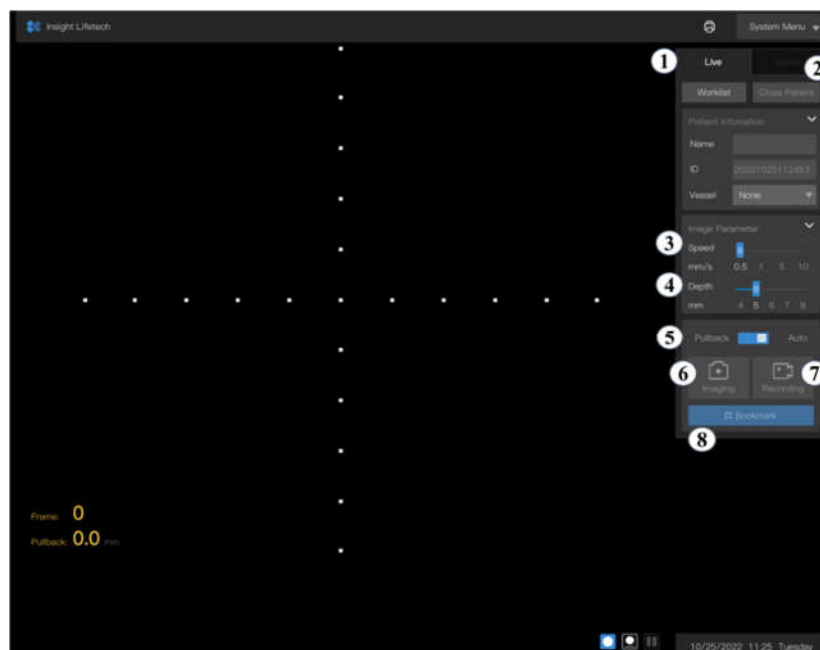 Insight Lifetech
System Menu
1 Live 2
Worklist Close Patient
Patient Infomation
Name
ID 20221025112453
Vessel None
Image Parameter
3 Speed
mm/s 0.5 1 5 10
4 Depth
mm 4 5 6 7 8
5 Pullback Auto
6 7
Imaging Recording
Bookmark
8
Frame: 0
Pullback: 0.0 mm
10/25/2022 11:25 Tuesday